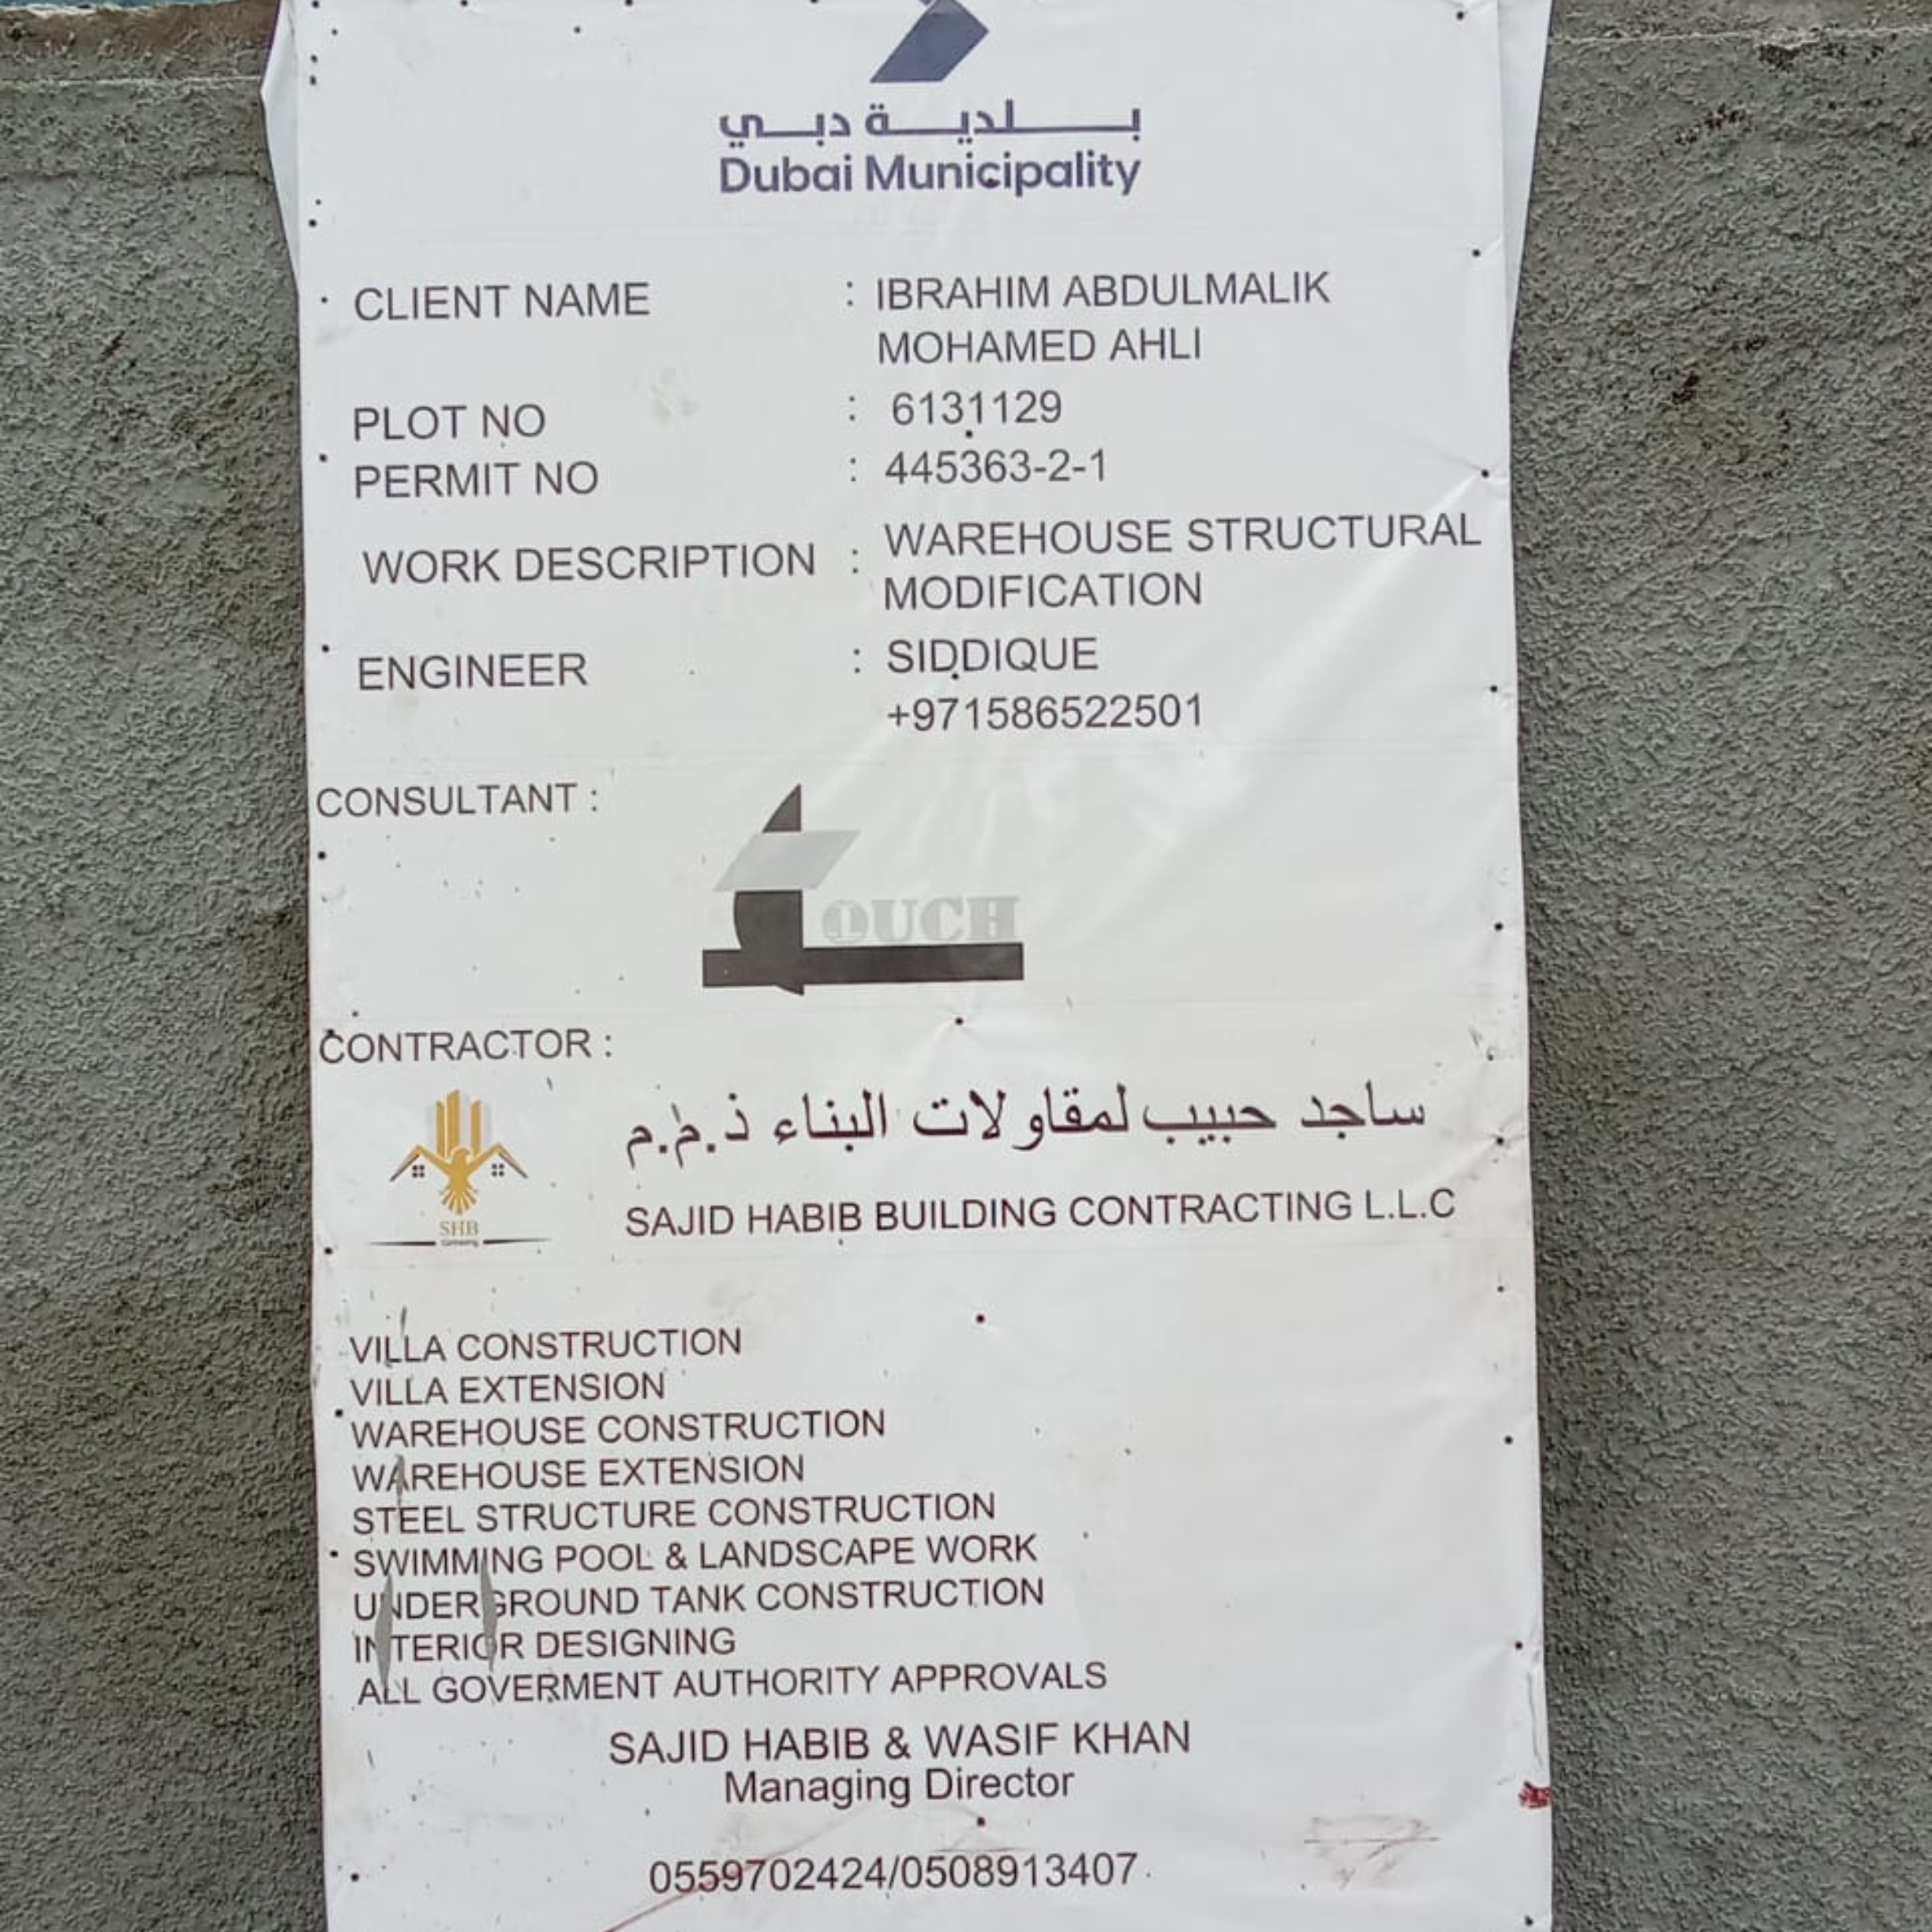 بلدية دبي
Dubai Municipality
CLIENT NAME : IBRAHIM ABDULMALIK
MOHAMED AHLI
PLOT NO : 6131129
PERMIT NO : 445363-2-1
WORK DESCRIPTION : WAREHOUSE STRUCTURAL
MODIFICATION
ENGINEER : SIDDIQUE
+971586522501
CONSULTANT :
TOUCH
CONTRACTOR :
ساجد حبيب لمقاولات البناء ذ.م.م
SHB
SAJID HABIB BUILDING CONTRACTING L.L.C
VILLA CONSTRUCTION
VILLA EXTENSION
WAREHOUSE CONSTRUCTION
WAREHOUSE EXTENSION
STEEL STRUCTURE CONSTRUCTION
SWIMMING POOL & LANDSCAPE WORK
UNDERGROUND TANK CONSTRUCTION
INTERIOR DESIGNING
ALL GOVERMENT AUTHORITY APPROVALS
SAJID HABIB & WASIF KHAN
Managing Director
0559702424/0508913407